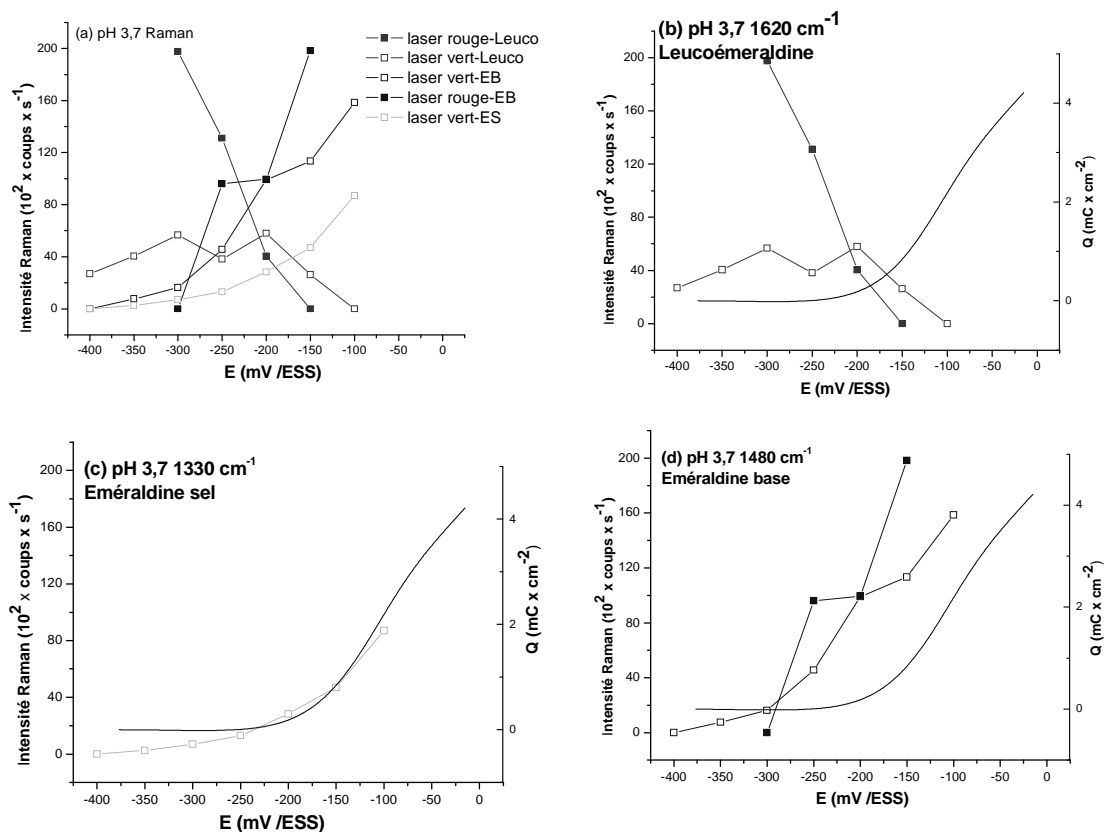 (a) pH 3,7 Raman
laser rouge-Leuco
laser vert-Leuco
laser vert-EB
laser rouge-EB
laser vert-ES
Intensité Raman (10² x coups x s⁻¹)
200
160
120
80
40
0
-400 -350 -300 -250 -200 -150 -100 -50 0
E (mV /ESS)
(b) pH 3,7 1620 cm⁻¹
Leucoémeraldine
Intensité Raman (10² x coups x s⁻¹)
200
180
160
140
120
100
80
60
40
20
0
4
2
0
Q (mC x cm⁻²)
-400 -350 -300 -250 -200 -150 -100 -50 0
E (mV /ESS)
(c) pH 3,7 1330 cm⁻¹
Eméraldine sel
Intensité Raman (10² x coups x s⁻¹)
200
160
120
80
40
0
4
2
0
Q (mC x cm⁻²)
-400 -350 -300 -250 -200 -150 -100 -50 0
E (mV /ESS)
(d) pH 3,7 1480 cm⁻¹
Eméraldine base
Intensité Raman (10² x coups x s⁻¹)
200
160
120
80
40
0
4
2
0
Q (mC x cm⁻²)
-400 -350 -300 -250 -200 -150 -100 -50 0
E (mV /ESS)